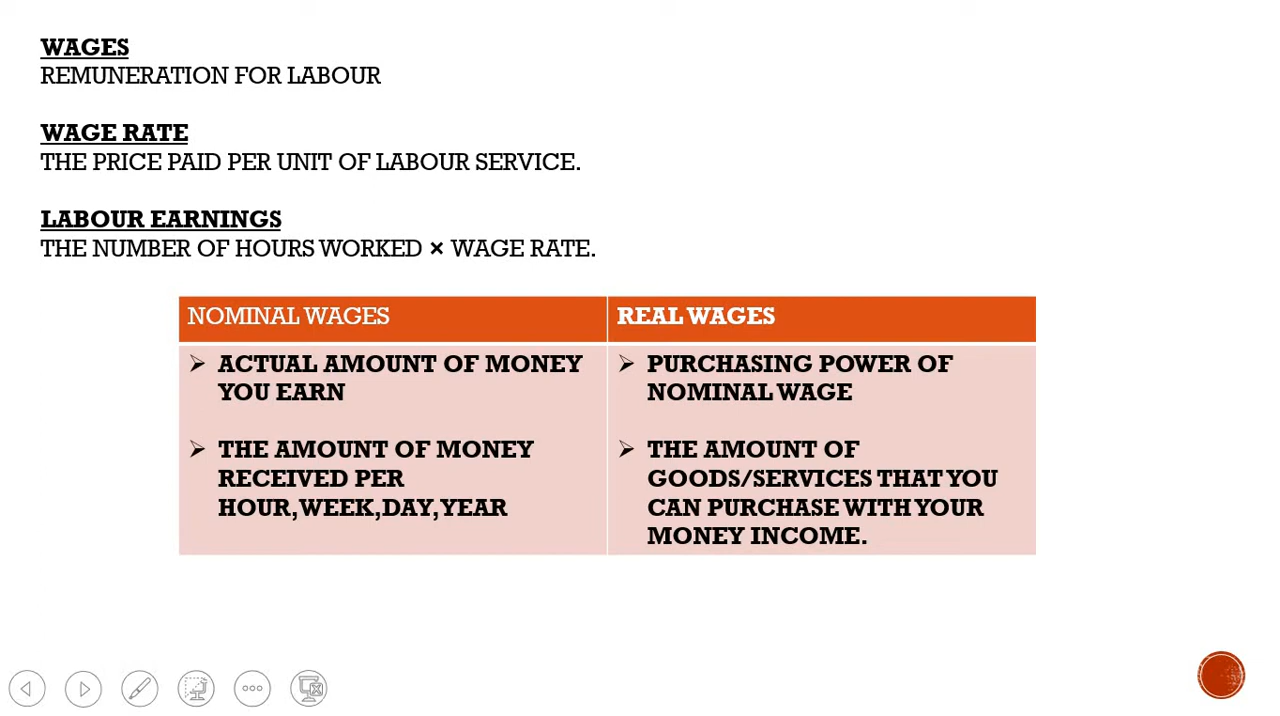 WAGES
REMUNERATION FOR LABOUR
WAGE RATE
THE PRICE PAID PER UNIT OF LABOUR SERVICE.
LABOUR EARNINGS
THE NUMBER OF HOURS WORKED × WAGE RATE.
NOMINAL WAGES
ACTUAL AMOUNT OF MONEY
YOU EARN
THE AMOUNT OF MONEY
RECEIVED PER
HOUR,WEEK,DAY,YEAR
REAL WAGES
PURCHASING POWER OF
NOMINAL WAGE
THE AMOUNT OF
GOODS/SERVICES THAT YOU
CAN PURCHASE WITH YOUR
MONEY INCOME.